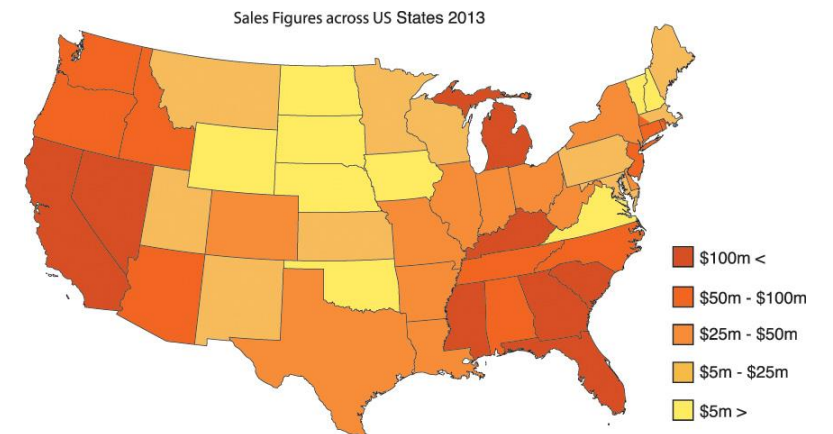 Sales Figures across US States 2013
$100m <
$50m - $100m
$25m - $50m
$5m - $25m
$5m >